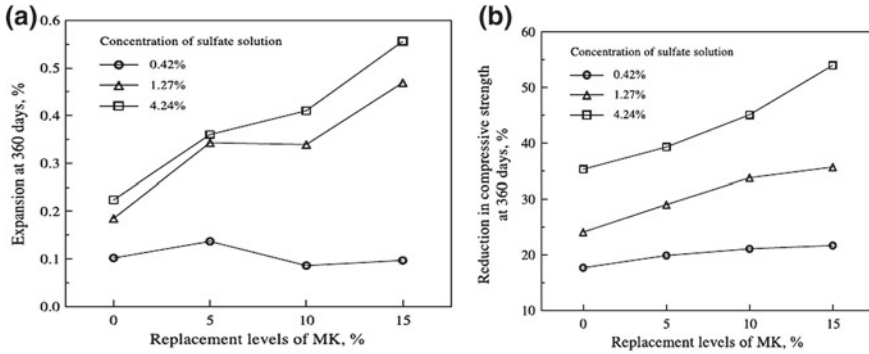 (a)
0.6
0.5
0.4
0.3
0.2
0.1
0.0
Expansion at 360 days, %
Concentration of sulfate solution
0.42%
1.27%
4.24%
0 5 10 15
Replacement levels of MK, %
(b)
60
50
40
30
20
10
Reduction in compressive strength
at 360 days, %
Concentration of sulfate solution
0.42%
1.27%
4.24%
0 5 10 15
Replacement levels of MK, %